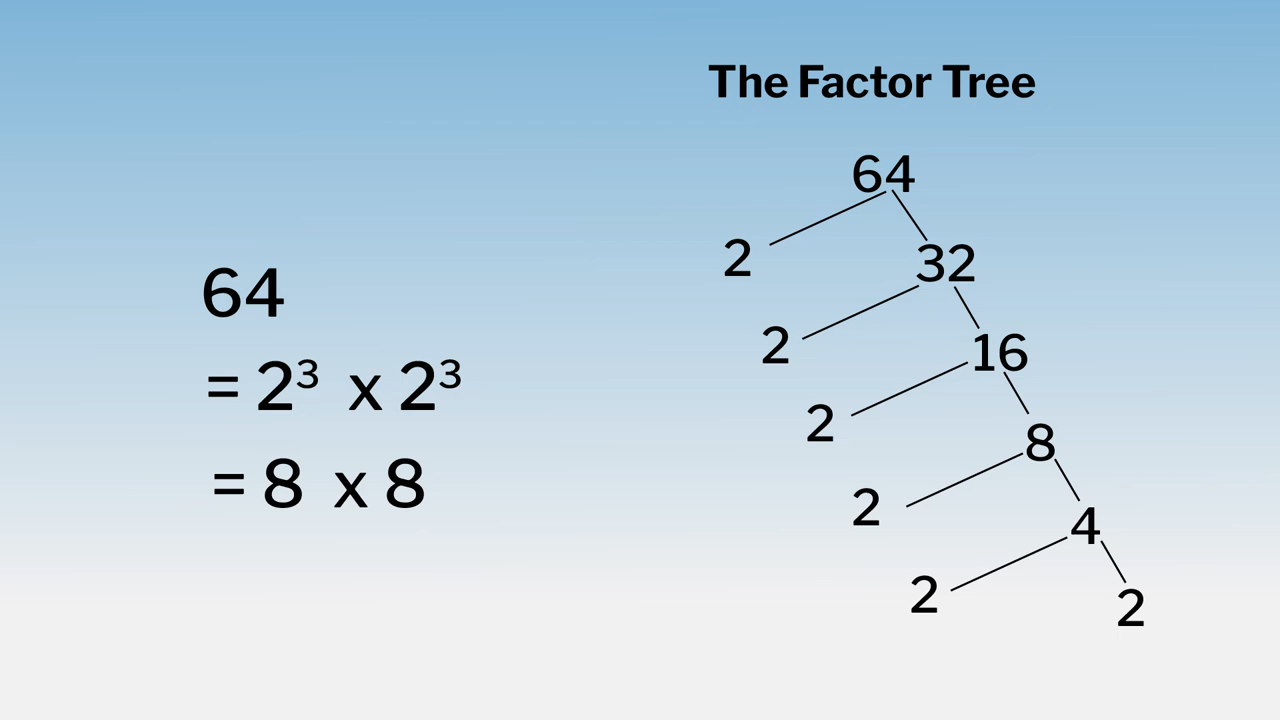 The Factor Tree
64
2 32
2 16
2 8
2 4
2 2
64
= 2³ x 2³
= 8 x 8